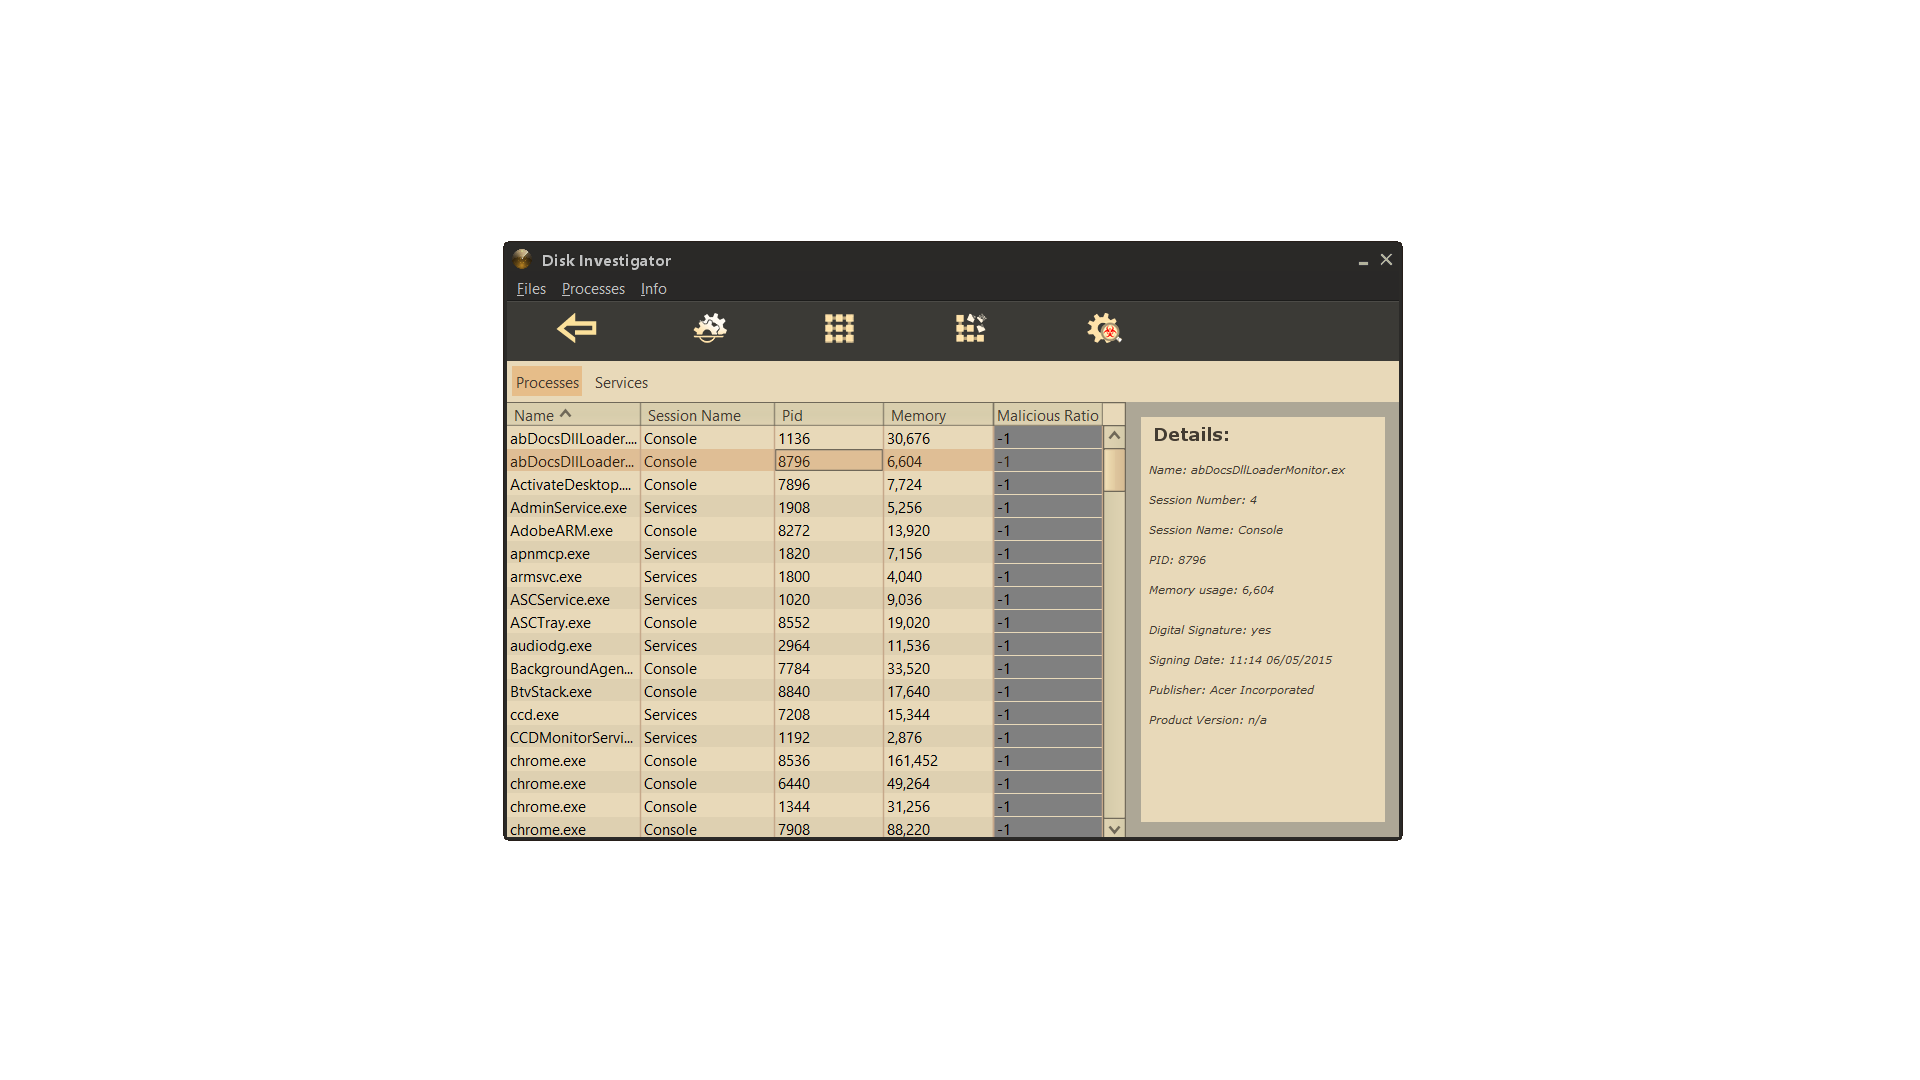 Disk Investigator
Files Processes Info
Processes Services
Name Session Name Pid Memory Malicious Ratio
abDocsDllLoader.... Console 1136 30,676 -1
abDocsDllLoader... Console 8796 6,604 -1
ActivateDesktop.... Console 7896 7,724 -1
AdminService.exe Services 1908 5,256 -1
AdobeARM.exe Console 8272 13,920 -1
apnmcp.exe Services 1820 7,156 -1
armsvc.exe Services 1800 4,040 -1
ASCService.exe Services 1020 9,036 -1
ASCTray.exe Console 8552 19,020 -1
audiodg.exe Services 2964 11,536 -1
BackgroundAgen... Console 7784 33,520 -1
BtvStack.exe Console 8840 17,640 -1
ccd.exe Services 7208 15,344 -1
CCDMonitorServi... Services 1192 2,876 -1
chrome.exe Console 8536 161,452 -1
chrome.exe Console 6440 49,264 -1
chrome.exe Console 1344 31,256 -1
chrome.exe Console 7908 88,220 -1
Details:
Name: abDocsDllLoaderMonitor.ex
Session Number: 4
Session Name: Console
PID: 8796
Memory usage: 6,604
Digital Signature: yes
Signing Date: 11:14 06/05/2015
Publisher: Acer Incorporated
Product Version: n/a